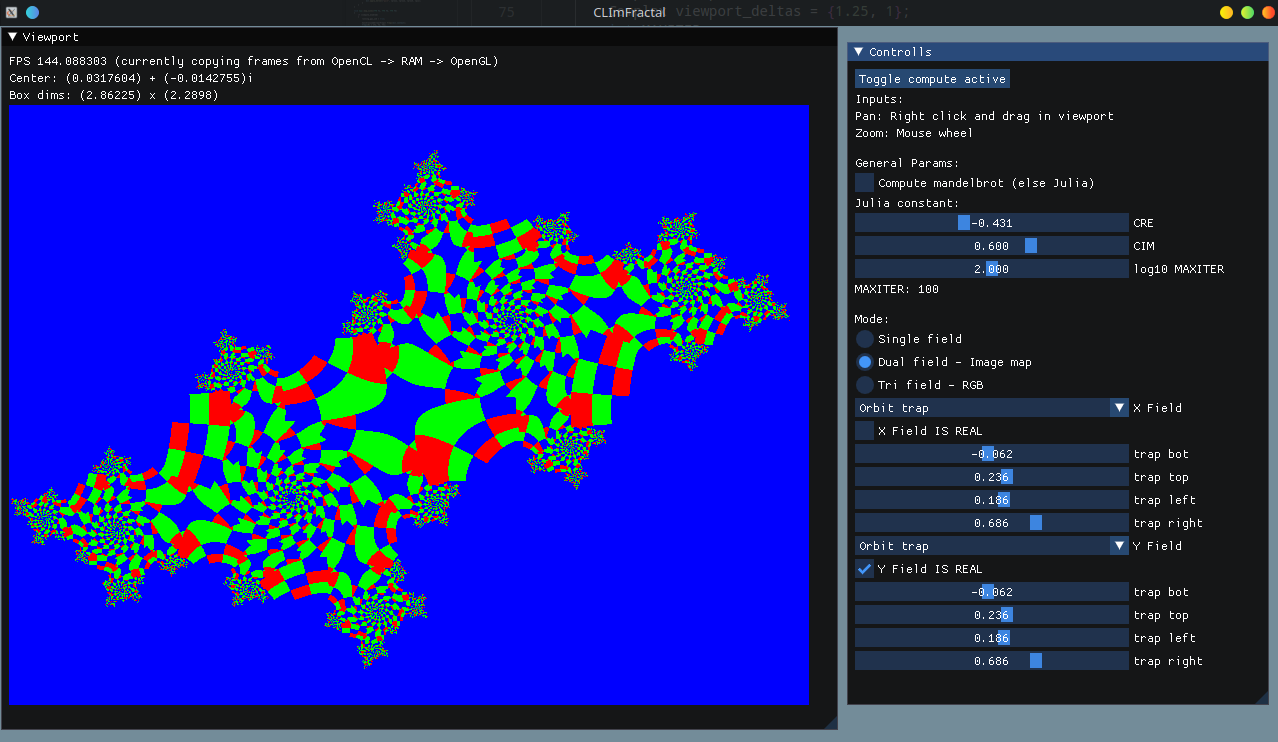 75
CLImFractal
viewport_deltas = {1.25, 1};
▼ Viewport
FPS 144.088303 (currently copying frames from OpenCL -> RAM -> OpenGL)
Center: (0.0317604) + (-0.0142755)i
Box dims: (2.86225) x (2.2898)
▼ Controlls
Toggle compute active
Inputs:
Pan: Right click and drag in viewport
Zoom: Mouse wheel
General Params:
Compute mandelbrot (else Julia)
Julia constant:
-0.431 CRE
0.600 CIM
2.000 log10 MAXITER
MAXITER: 100
Mode:
Single field
Dual field - Image map
Tri field - RGB
Orbit trap ▼ X Field
X Field IS REAL
-0.062 trap bot
0.236 trap top
0.186 trap left
0.686 trap right
Orbit trap ▼ Y Field
Y Field IS REAL
-0.062 trap bot
0.236 trap top
0.186 trap left
0.686 trap right